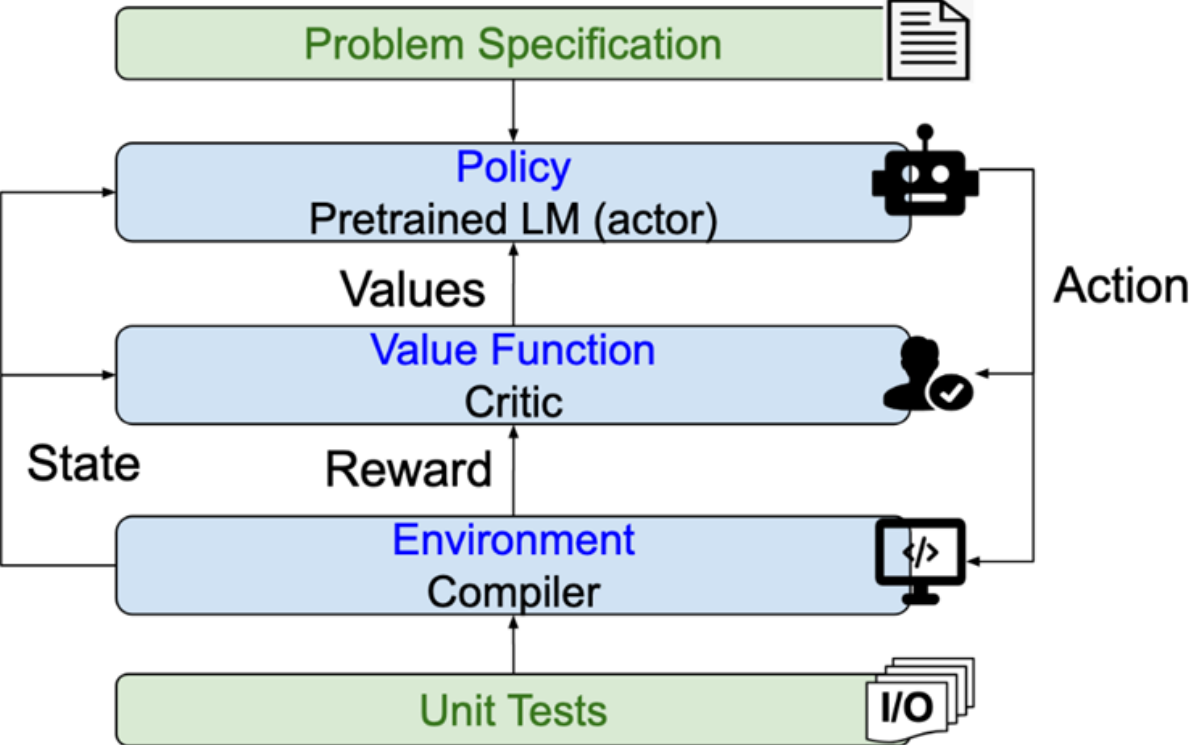 Problem Specification
Policy
Pretrained LM (actor)
Values
Action
Value Function
Critic
State
Reward
Environment
</>
Compiler
Unit Tests
I/O